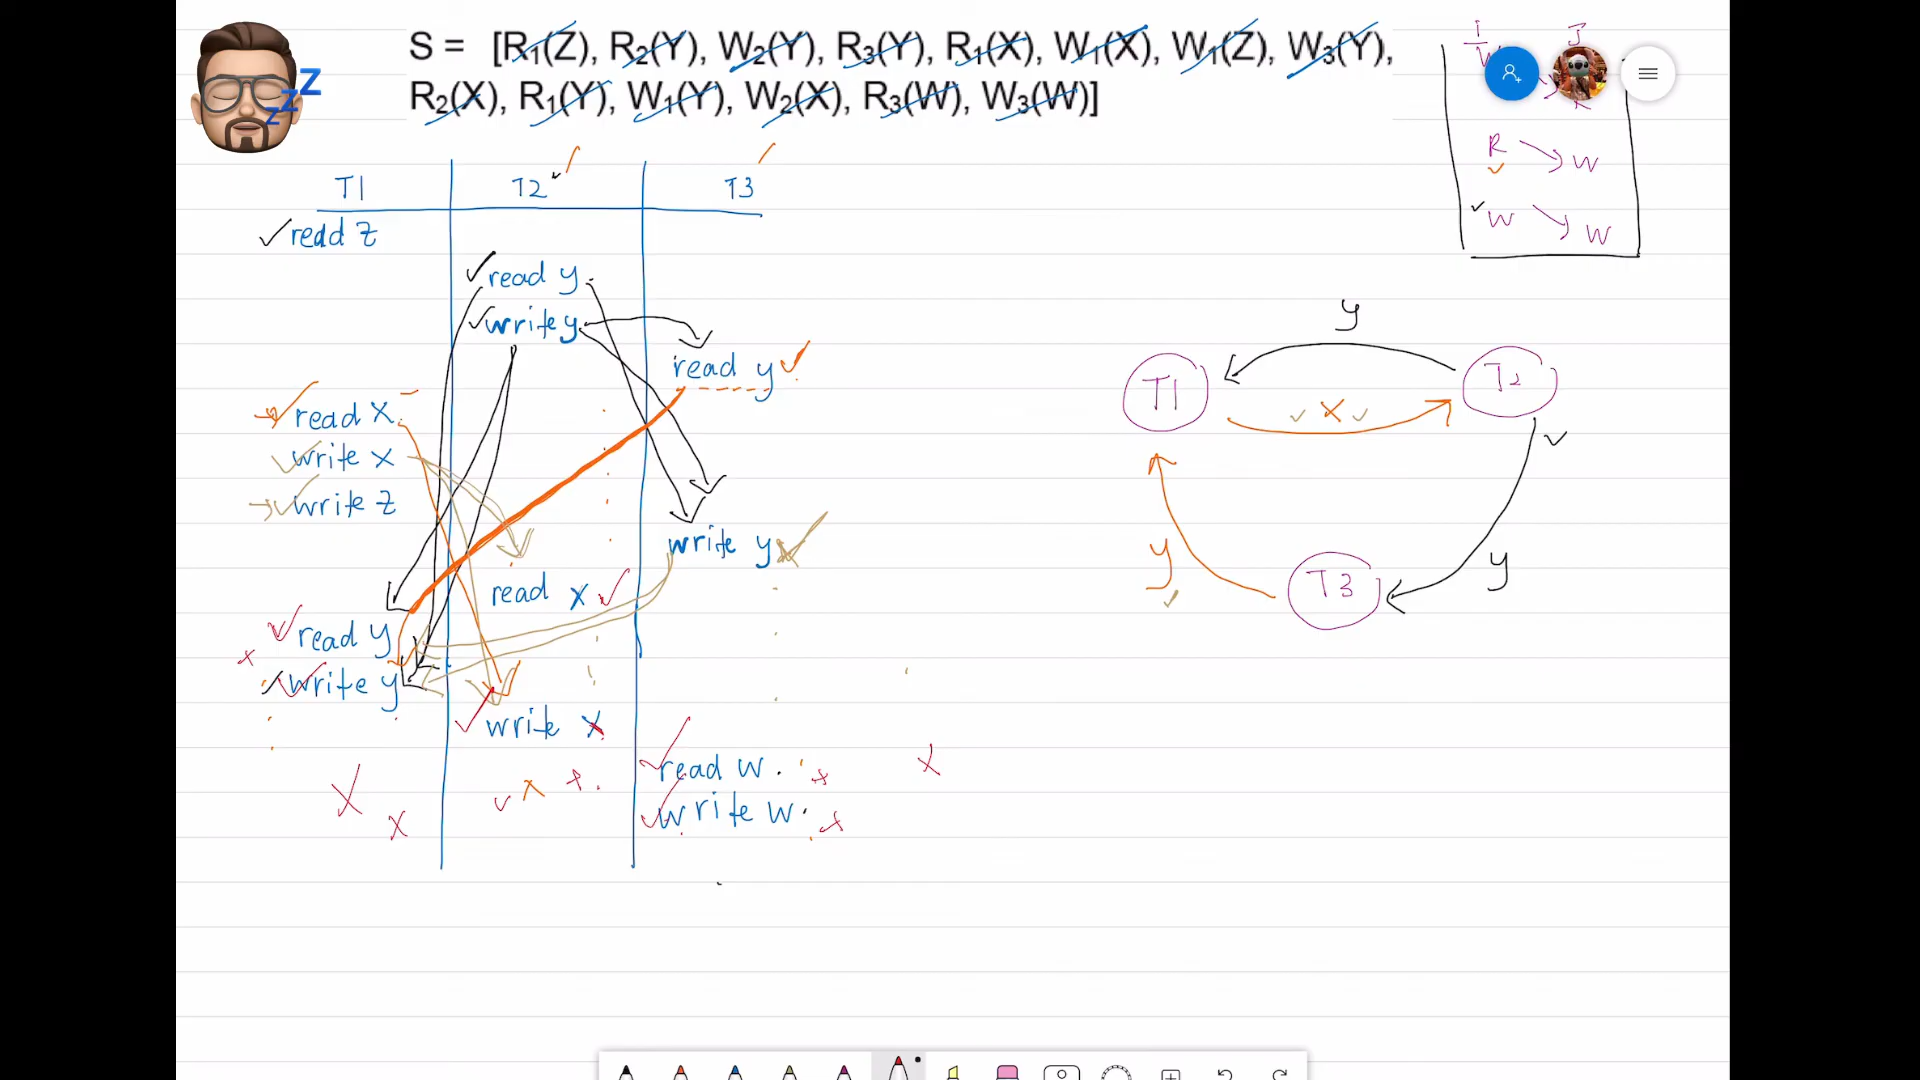 S = [R₁(Z), R₂(Y), W₂(Y), R₃(Y), R₁(X), W₁(X), W₁(Z), W₃(Y),
R₂(X), R₁(Y), W₁(Y), W₂(X), R₃(W), W₃(W)]
Z Z Z
I J
R W
W W
T1 T2 T3
read Z
read y
write y
read y
read X
write x
write Z
write y
read x
read y
write y
write x
read w
write w
y
T1 T2
X
y
T3
y